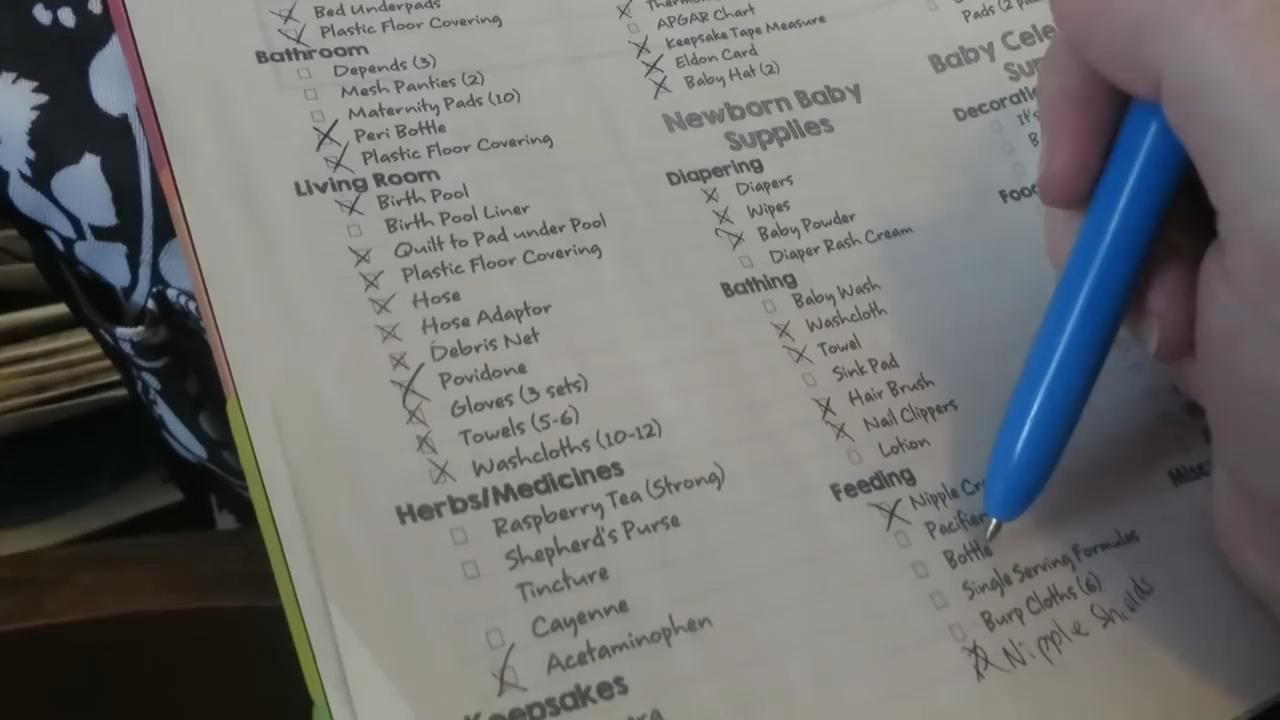 Bed Underpads
Plastic Floor Covering
Bathroom
Depends (3)
Mesh Panties (2)
Maternity Pads (10)
Peri Bottle
Plastic Floor Covering
Living Room
Birth Pool
Birth Pool Liner
Quilt to Pad under Pool
Plastic Floor Covering
Hose
Hose Adaptor
Debris Net
Povidone
Gloves (3 sets)
Towels (5-6)
Washcloths (10-12)
Herbs/Medicines
Raspberry Tea (Strong)
Shepherd's Purse
Tincture
Cayenne
Acetaminophen
Keepsakes
APGAR Chart
Keepsake Tape Measure
Eldon Card
Baby Hat (2)
Newborn Baby
Supplies
Diapering
Diapers
Wipes
Baby Powder
Diaper Rash Cream
Bathing
Baby Wash
Washcloth
Towel
Sink Pad
Hair Brush
Nail Clippers
Lotion
Feeding
Nipple
Pacifier
Bottle
Single Serving Formulas
Burp Cloths (6)
Nipple Shields
Pads (2
Baby